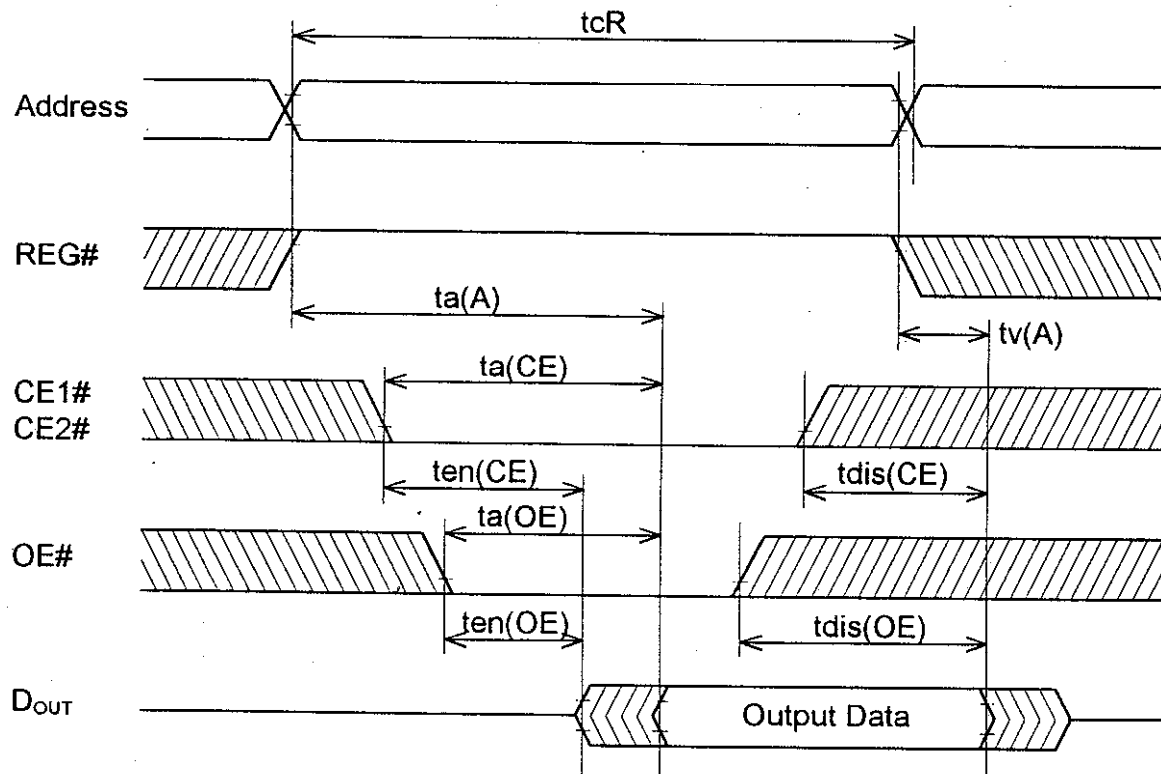 tcR
Address
REG#
ta(A)
tv(A)
CE1#
CE2#
ta(CE)
ten(CE)
tdis(CE)
OE#
ta(OE)
ten(OE)
tdis(OE)
DOUT
Output Data